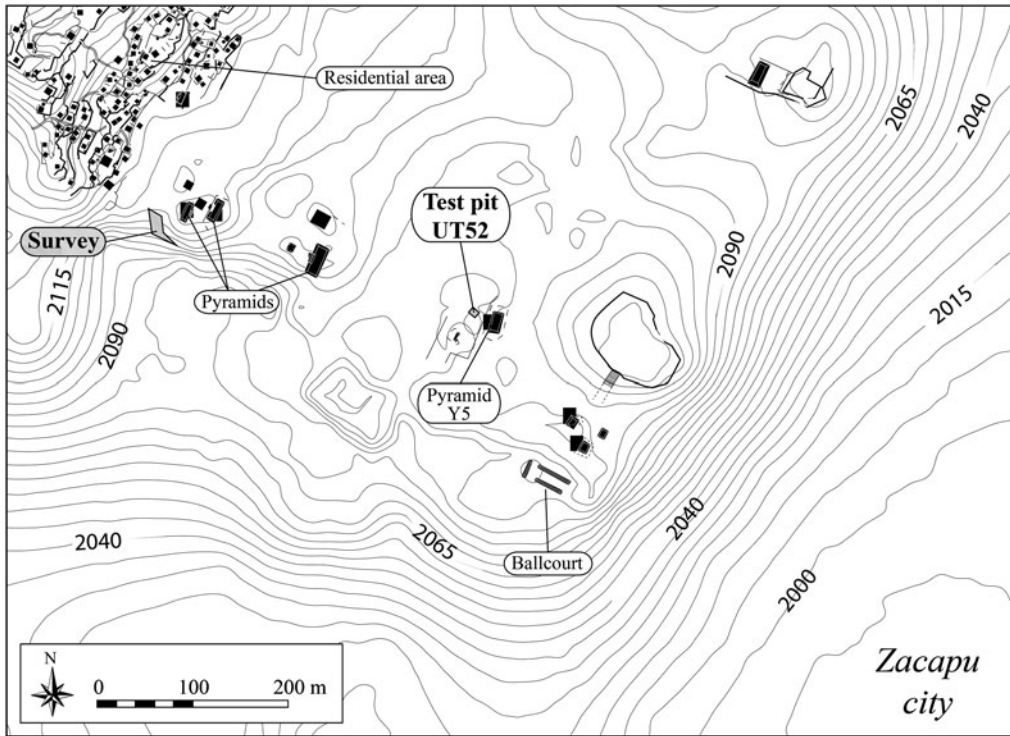 Residential area
2065
2040
Test pit
UT52
Survey
2090
2115
Pyramids
2015
2090
Pyramid
Y5
2040
2040
2065
Ballcourt
2000
N
0 100 200 m
Zacapu
city